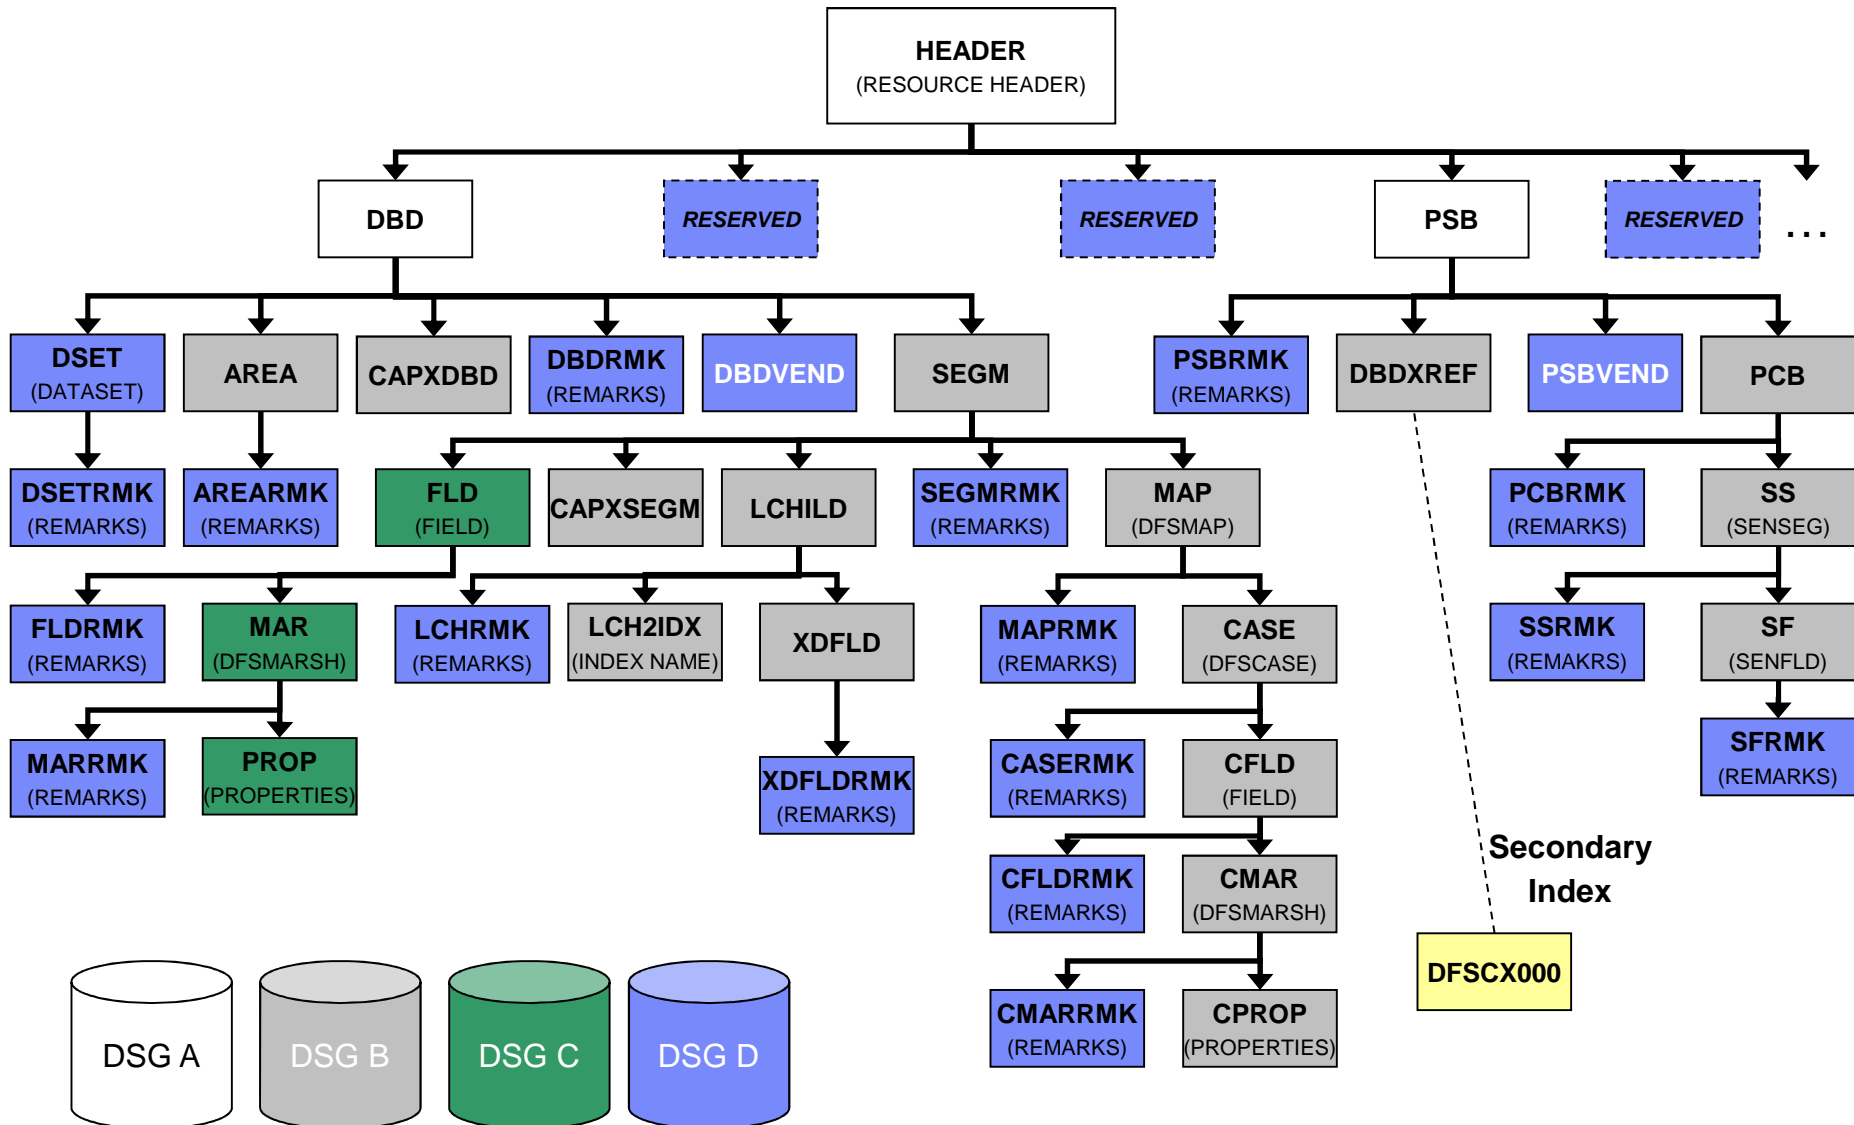 HEADER
(RESOURCE HEADER)
DBD
RESERVED
RESERVED
PSB
RESERVED
...
DSET
(DATASET)
AREA
CAPXDBD
DBDRMK
(REMARKS)
DBDVEND
SEGM
PSBRMK
(REMARKS)
DBDXREF
PSBVEND
PCB
DSETRMK
(REMARKS)
AREARMK
(REMARKS)
FLD
(FIELD)
CAPXSEGM
LCHILD
SEGMRMK
(REMARKS)
MAP
(DFSMAP)
PCBRMK
(REMARKS)
SS
(SENSEG)
FLDRMK
(REMARKS)
MAR
(DFSMARSH)
LCHRMK
(REMARKS)
LCH2IDX
(INDEX NAME)
XDFLD
MAPRMK
(REMARKS)
CASE
(DFSCASE)
SSRMK
(REMAKRS)
SF
(SENFLD)
MARRMK
(REMARKS)
PROP
(PROPERTIES)
XDFLDRMK
(REMARKS)
CASERMK
(REMARKS)
CFLD
(FIELD)
SFRMK
(REMARKS)
CFLDRMK
(REMARKS)
CMAR
(DFSMARSH)
Secondary
Index
DFSCX000
CMARRMK
(REMARKS)
CPROP
(PROPERTIES)
DSG A
DSG B
DSG C
DSG D